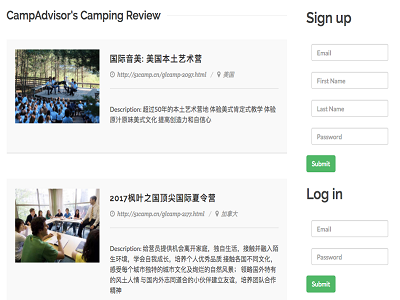 CampAdvisor's Camping Review
国际音美: 美国本土艺术营
http://51camp.cn/glcamp-2097.html / 美国
Description: 超过50年的本土艺术营地 体验美式肯定式教学 体验
原汁原味美式文化 提高创造力和自信心
2017枫叶之国顶尖国际夏令营
http://51camp.cn/glcamp-2177.html / 加拿大
Description: 给营员提供机会离开家庭，独自生活，接触并融入陌
生环境，学会自我成长，培养个人优秀品质 接触各国不同文化，
感受每个城市独特的城市文化及绚烂的自然风景； 领略国外特有
的风土人情 与国内外志同道合的小伙伴建立友谊，培养团队合作
精神
Sign up
Email
First Name
Last Name
Password
Submit
Log in
Email
Password
Submit